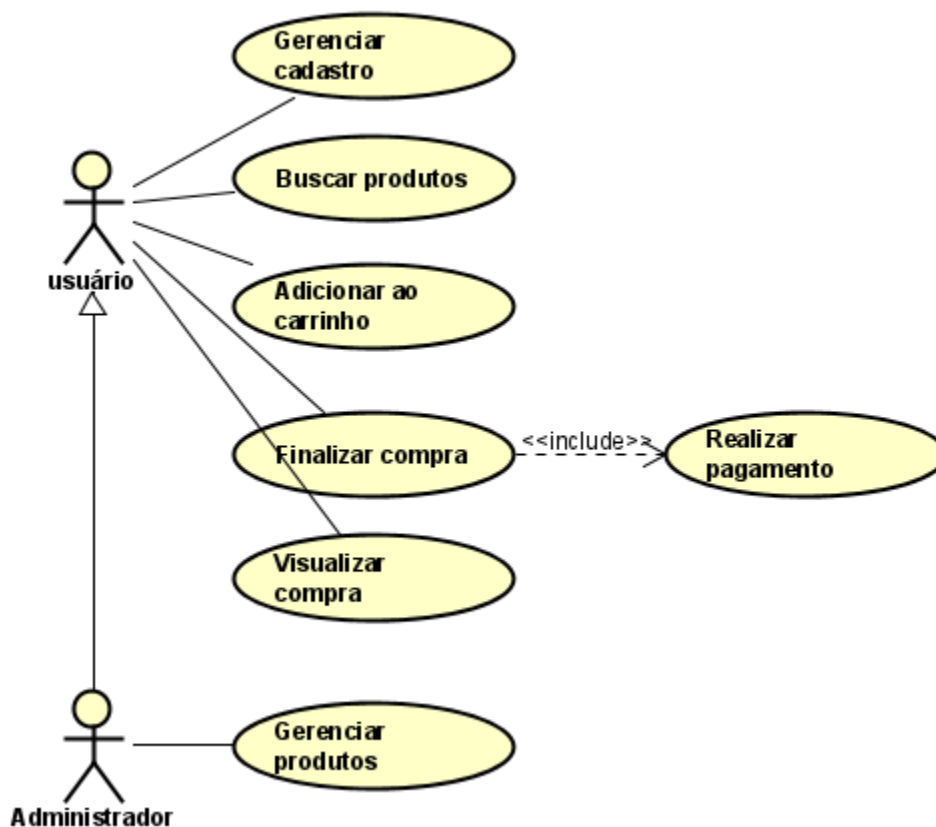 Gerenciar
cadastro
Buscar produtos
usuário
Adicionar ao
carrinho
Finalizar compra
<<include>>
Realizar
pagamento
Visualizar
compra
Gerenciar
produtos
Administrador